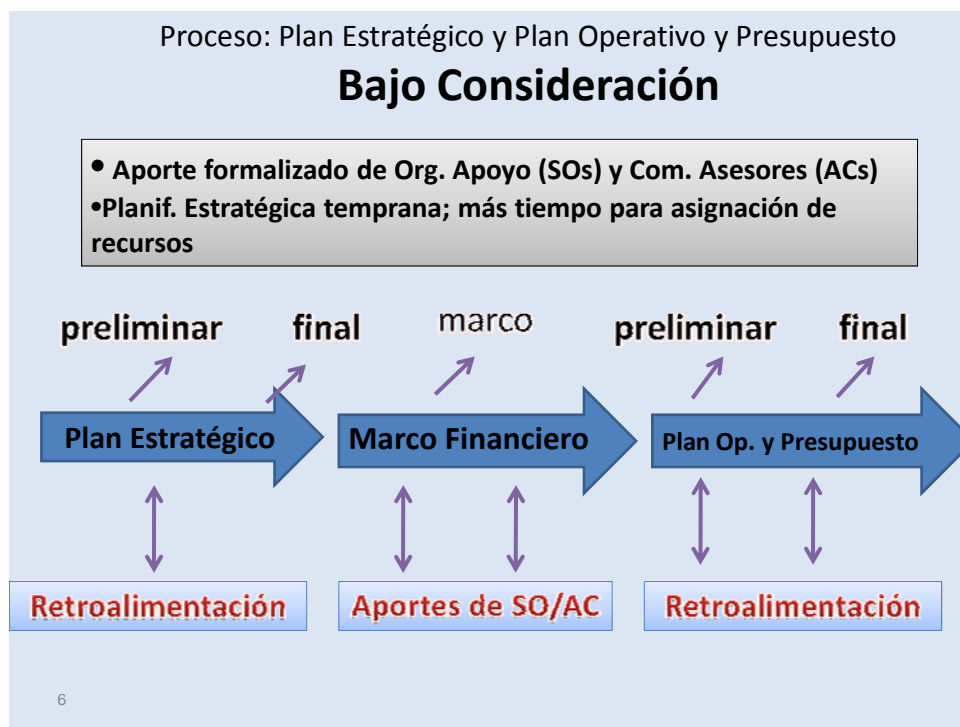 Proceso: Plan Estratégico y Plan Operativo y Presupuesto
Bajo Consideración
• Aporte formalizado de Org. Apoyo (SOs) y Com. Asesores (ACs)
•Planif. Estratégica temprana; más tiempo para asignación de
recursos
preliminar final marco preliminar final
Plan Estratégico Marco Financiero Plan Op. y Presupuesto
Retroalimentación Aportes de SO/AC Retroalimentación
6